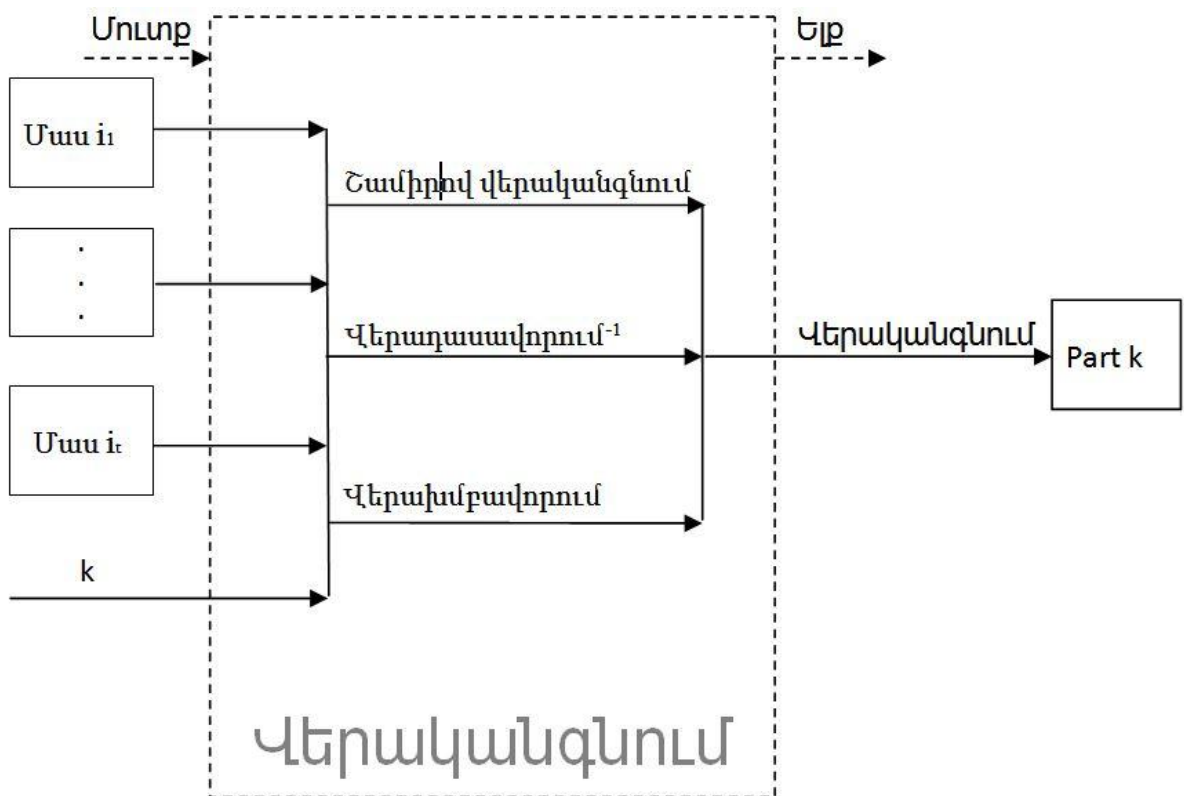 Մուտք
Ելք
Մաս i₁
Շամիրով վերականգնում
.
.
.
Վերադասավորում⁻¹
Վերականգնում
Part k
Մաս iₜ
Վերախմբավորում
k
Վերականգնում